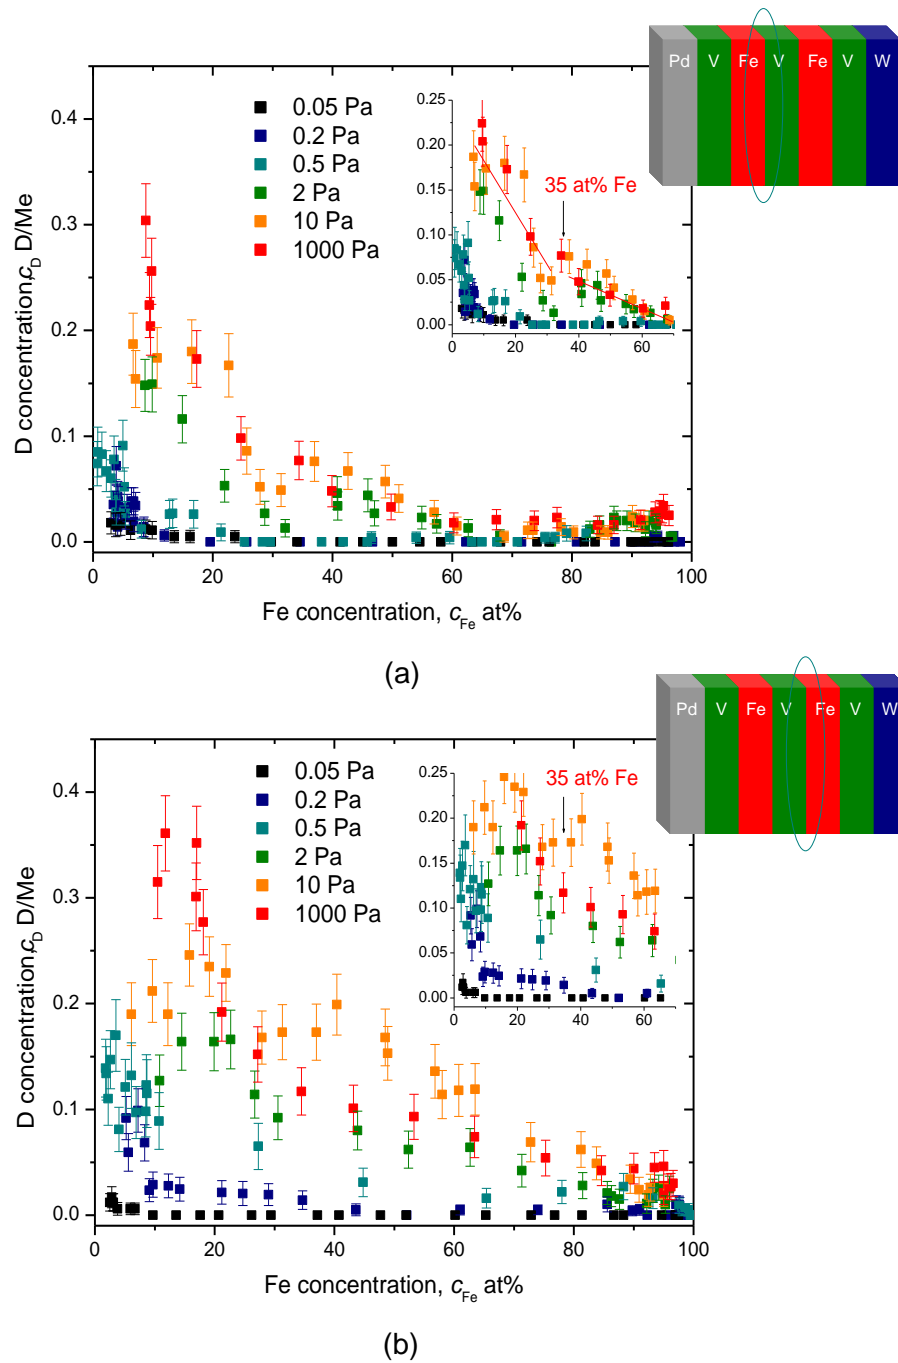 (a)
Pd V Fe V Fe V W
D concentration, c_D D/Me
0.4
0.3
0.2
0.1
0.0
0.05 Pa
0.2 Pa
0.5 Pa
2 Pa
10 Pa
1000 Pa
0.25
0.20
0.15
0.10
0.05
0.00
35 at% Fe
0 20 40 60
0 20 40 60 80 100
Fe concentration, c_Fe at%
(a)
Pd V Fe V Fe V W
D concentration, c_D D/Me
0.4
0.3
0.2
0.1
0.0
0.05 Pa
0.2 Pa
0.5 Pa
2 Pa
10 Pa
1000 Pa
0.25
0.20
0.15
0.10
0.05
0.00
35 at% Fe
0 20 40 60
0 20 40 60 80 100
Fe concentration, c_Fe at%
(b)